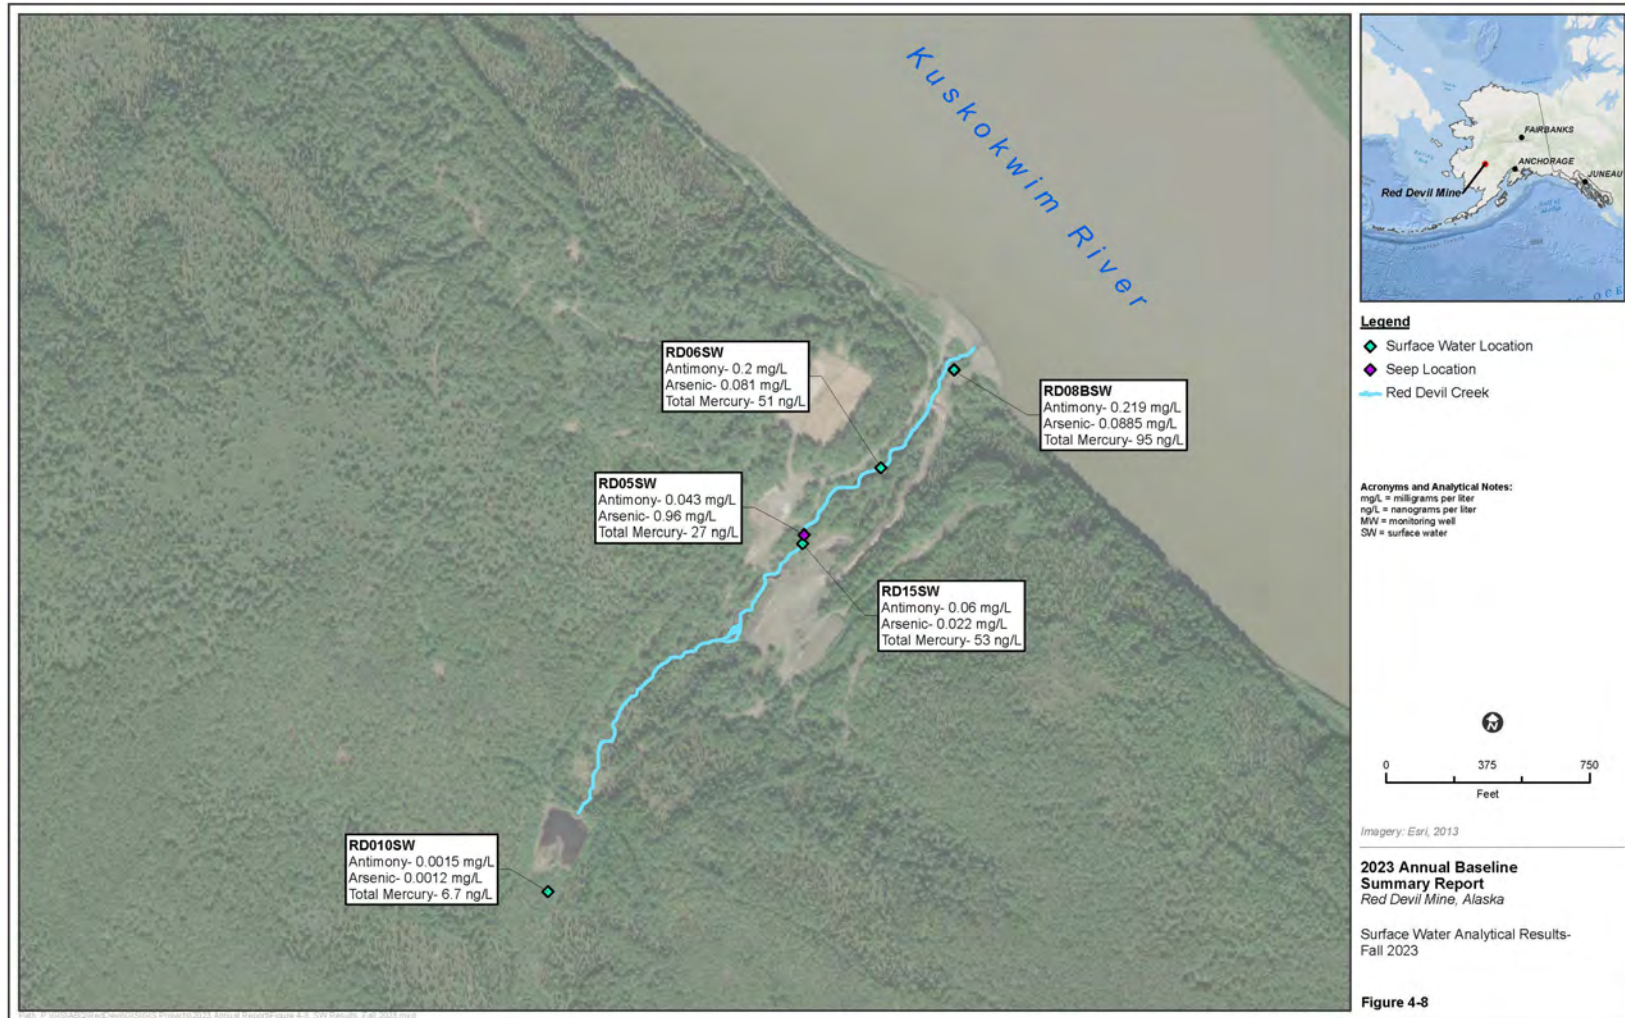 Kuskokwim River
RD06SW
Antimony- 0.2 mg/L
Arsenic- 0.081 mg/L
Total Mercury- 51 ng/L
RD08BSW
Antimony- 0.219 mg/L
Arsenic- 0.0885 mg/L
Total Mercury- 95 ng/L
RD05SW
Antimony- 0.043 mg/L
Arsenic- 0.96 mg/L
Total Mercury- 27 ng/L
RD15SW
Antimony- 0.06 mg/L
Arsenic- 0.022 mg/L
Total Mercury- 53 ng/L
RD010SW
Antimony- 0.0015 mg/L
Arsenic- 0.0012 mg/L
Total Mercury- 6.7 ng/L
FAIRBANKS
ANCHORAGE
JUNEAU
Red Devil Mine
Legend
Surface Water Location
Seep Location
Red Devil Creek
Acronyms and Analytical Notes:
mg/L = milligrams per liter
ng/L = nanograms per liter
MW = monitoring well
SW = surface water
N
0 375 750
Feet
Imagery: Esri, 2013
2023 Annual Baseline
Summary Report
Red Devil Mine, Alaska
Surface Water Analytical Results-
Fall 2023
Figure 4-8